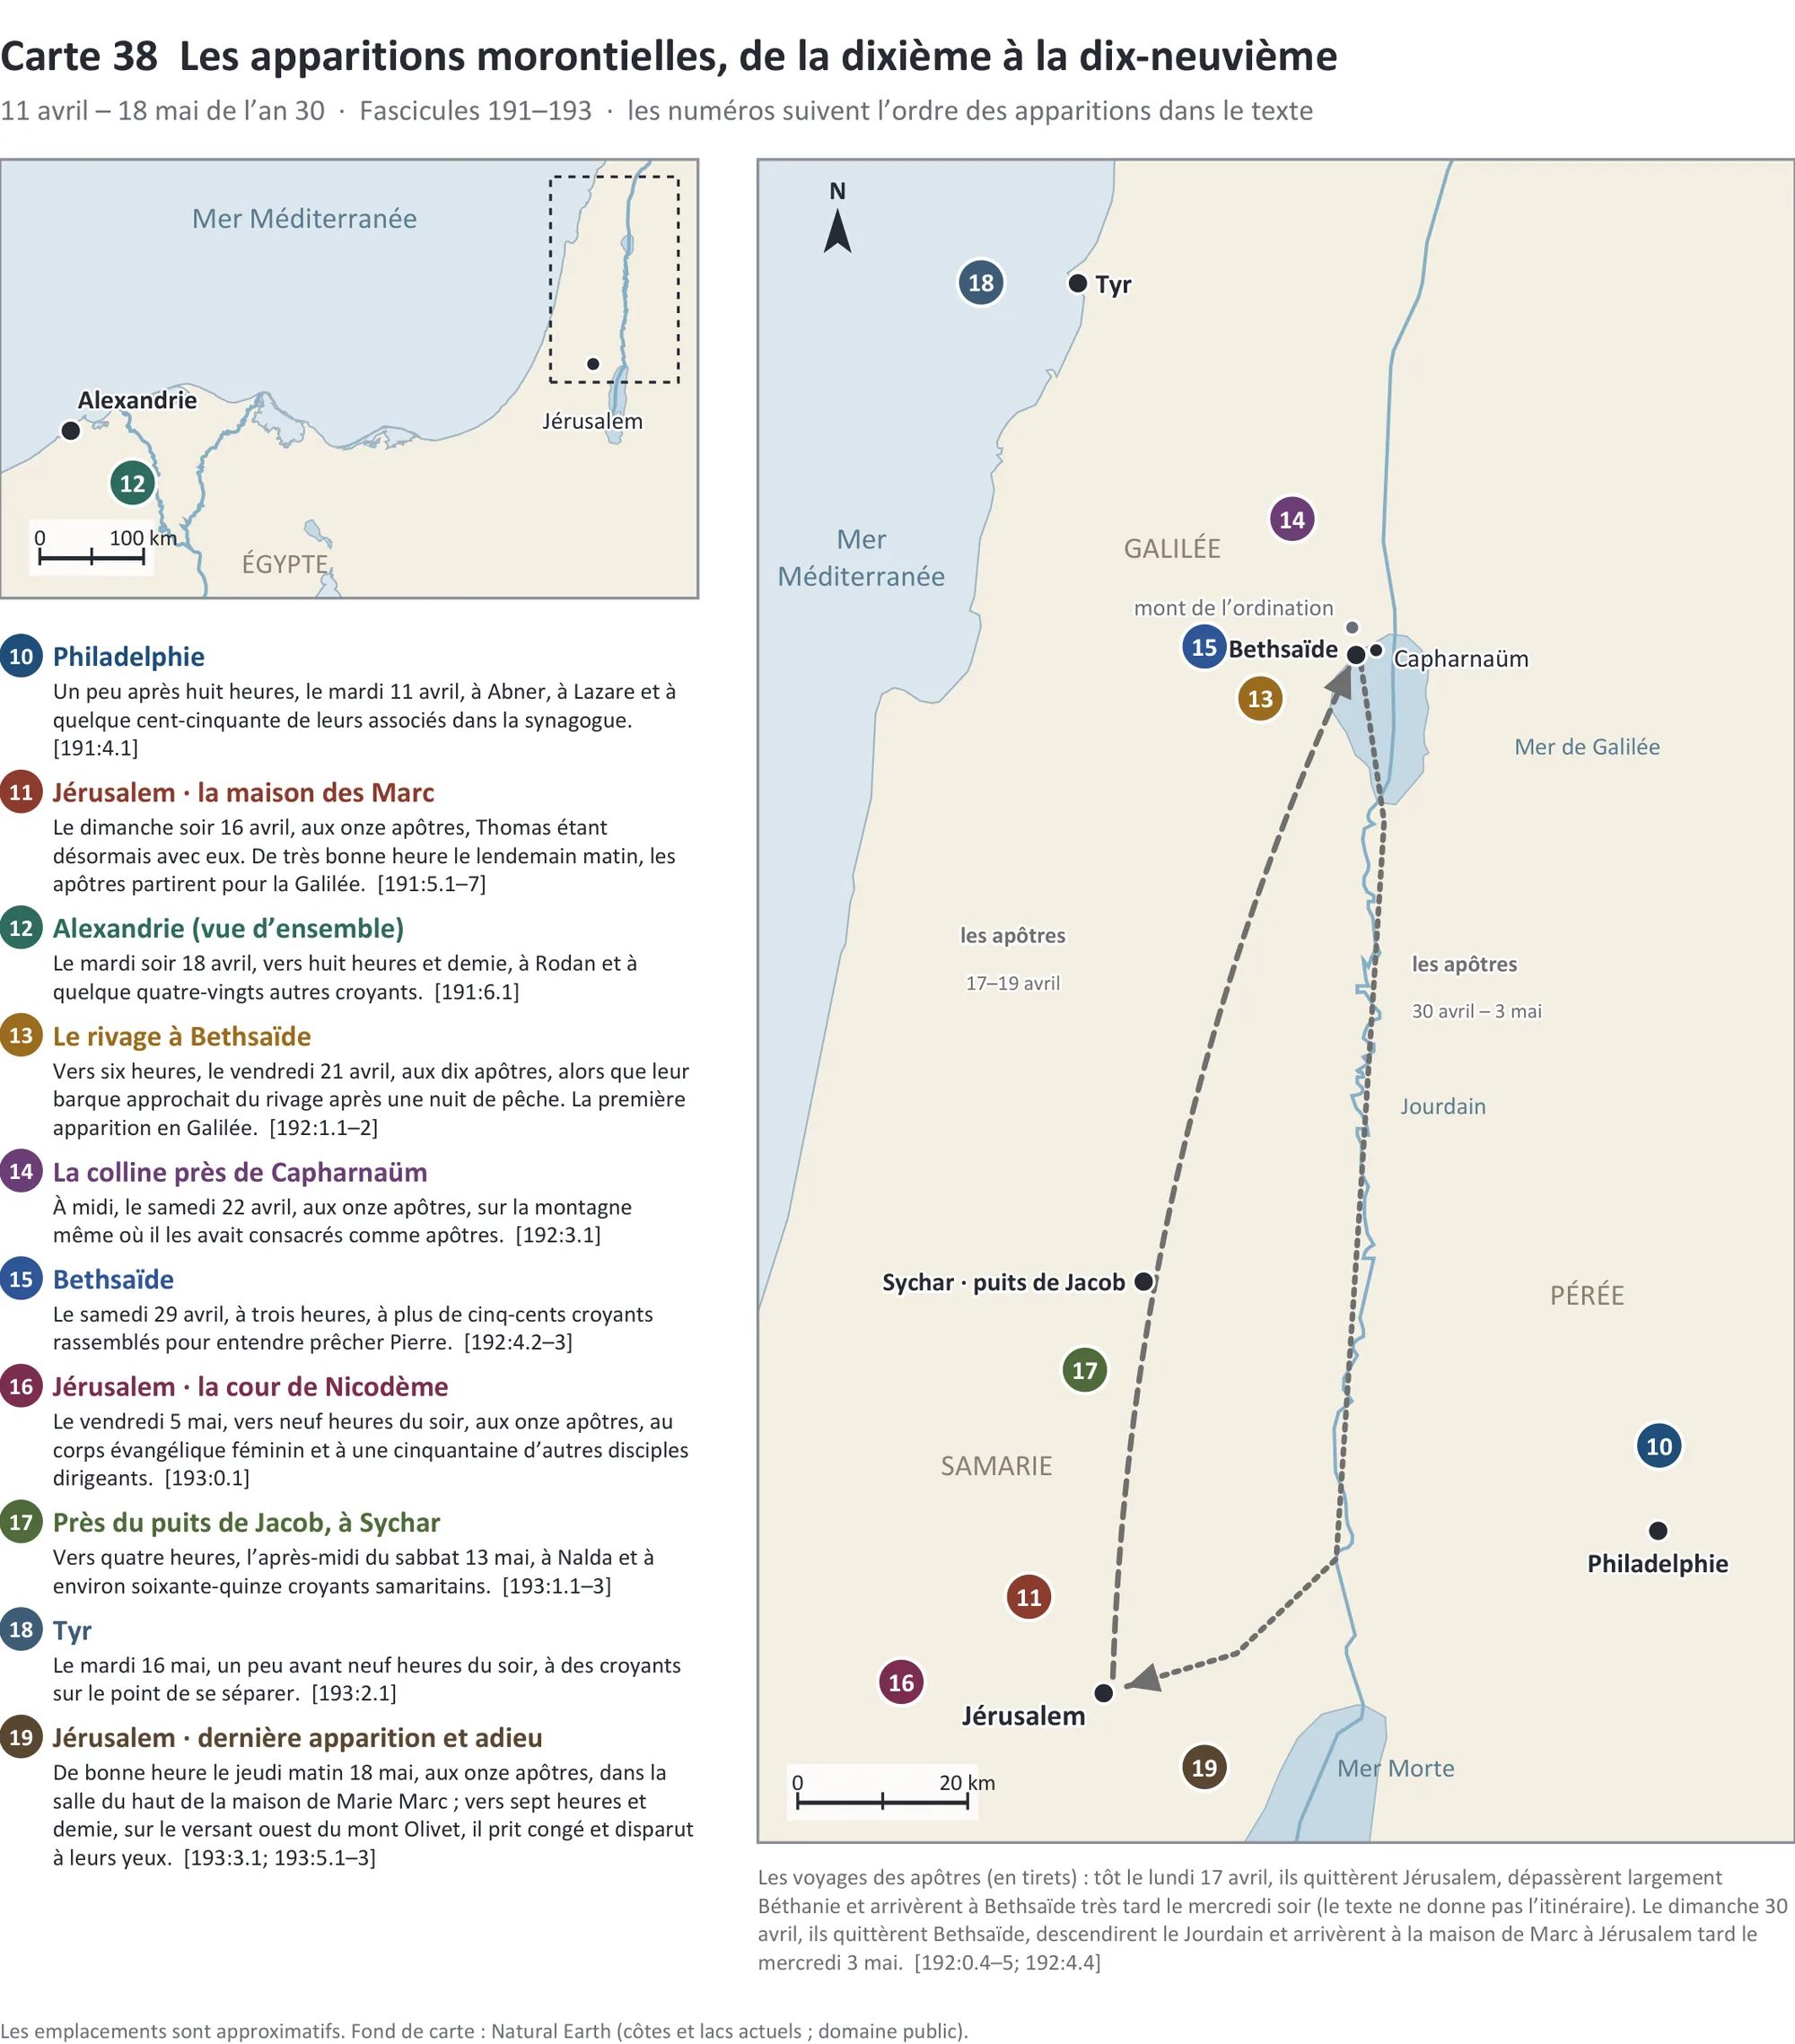 Carte 38 Les apparitions morontielles, de la dixième à la dix-neuvième
11 avril – 18 mai de l’an 30 · Fascicules 191–193 · les numéros suivent l’ordre des apparitions dans le texte
Mer Méditerranée
Alexandrie
Jérusalem
12
0 100 km
ÉGYPTE
10 Philadelphie
Un peu après huit heures, le mardi 11 avril, à Abner, à Lazare et à
quelque cent-cinquante de leurs associés dans la synagogue.
[191:4.1]
11 Jérusalem · la maison des Marc
Le dimanche soir 16 avril, aux onze apôtres, Thomas étant
désormais avec eux. De très bonne heure le lendemain matin, les
apôtres partirent pour la Galilée. [191:5.1–7]
12 Alexandrie (vue d’ensemble)
Le mardi soir 18 avril, vers huit heures et demie, à Rodan et à
quelque quatre-vingts autres croyants. [191:6.1]
13 Le rivage à Bethsaïde
Vers six heures, le vendredi 21 avril, aux dix apôtres, alors que leur
barque approchait du rivage après une nuit de pêche. La première
apparition en Galilée. [192:1.1–2]
14 La colline près de Capharnaüm
À midi, le samedi 22 avril, aux onze apôtres, sur la montagne
même où il les avait consacrés comme apôtres. [192:3.1]
15 Bethsaïde
Le samedi 29 avril, à trois heures, à plus de cinq-cents croyants
rassemblés pour entendre prêcher Pierre. [192:4.2–3]
16 Jérusalem · la cour de Nicodème
Le vendredi 5 mai, vers neuf heures du soir, aux onze apôtres, au
corps évangélique féminin et à une cinquantaine d’autres disciples
dirigeants. [193:0.1]
17 Près du puits de Jacob, à Sychar
Vers quatre heures, l’après-midi du sabbat 13 mai, à Nalda et à
environ soixante-quinze croyants samaritains. [193:1.1–3]
18 Tyr
Le mardi 16 mai, un peu avant neuf heures du soir, à des croyants
sur le point de se séparer. [193:2.1]
19 Jérusalem · dernière apparition et adieu
De bonne heure le jeudi matin 18 mai, aux onze apôtres, dans la
salle du haut de la maison de Marie Marc ; vers sept heures et
demie, sur le versant ouest du mont Olivet, il prit congé et disparut
à leurs yeux. [193:3.1; 193:5.1–3]
N
18
Tyr
14
Mer
Méditerranée
GALILÉE
mont de l’ordination
15
Bethsaïde
Capharnaüm
13
Mer de Galilée
les apôtres
17–19 avril
les apôtres
30 avril – 3 mai
Jourdain
Sychar · puits de Jacob
PÉRÉE
17
SAMARIE
10
Philadelphie
11
16
Jérusalem
19
Mer Morte
0 20 km
Les voyages des apôtres (en tirets) : tôt le lundi 17 avril, ils quittèrent Jérusalem, dépassèrent largement
Béthanie et arrivèrent à Bethsaïde très tard le mercredi soir (le texte ne donne pas l’itinéraire). Le dimanche 30
avril, ils quittèrent Bethsaïde, descendirent le Jourdain et arrivèrent à la maison de Marc à Jérusalem tard le
mercredi 3 mai. [192:0.4–5; 192:4.4]
Les emplacements sont approximatifs. Fond de carte : Natural Earth (côtes et lacs actuels ; domaine public).